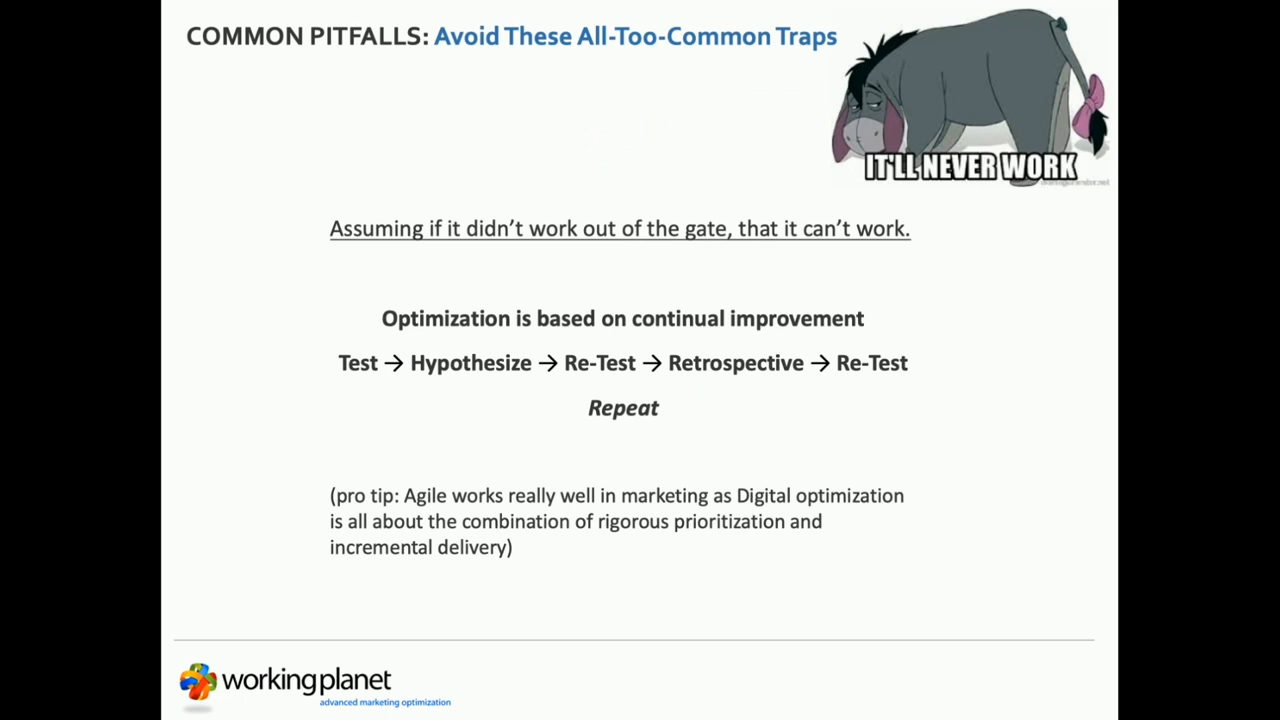 COMMON PITFALLS: Avoid These All-Too-Common Traps
IT'LL NEVER WORK
Assuming if it didn't work out of the gate, that it can't work.
Optimization is based on continual improvement
Test → Hypothesize → Re-Test → Retrospective → Re-Test
Repeat
(pro tip: Agile works really well in marketing as Digital optimization
is all about the combination of rigorous prioritization and
incremental delivery)
workingplanet
advanced marketing optimization